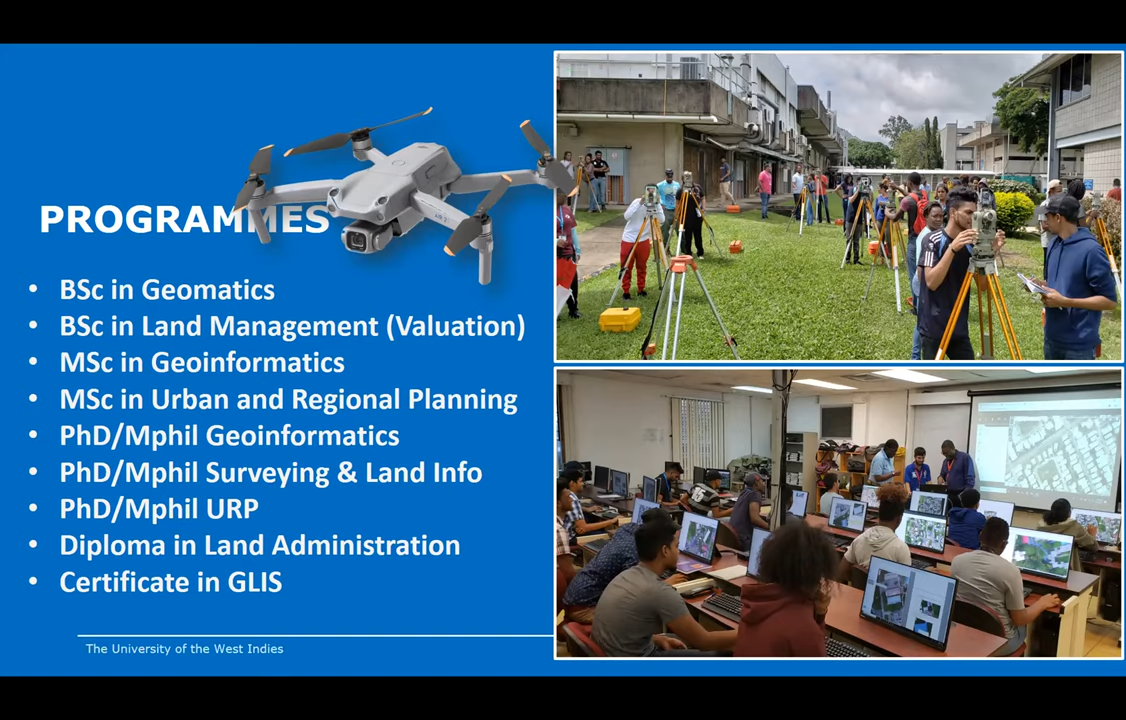 PROGRAMMES
• BSc in Geomatics
• BSc in Land Management (Valuation)
• MSc in Geoinformatics
• MSc in Urban and Regional Planning
• PhD/Mphil Geoinformatics
• PhD/Mphil Surveying & Land Info
• PhD/Mphil URP
• Diploma in Land Administration
• Certificate in GLIS
The University of the West Indies